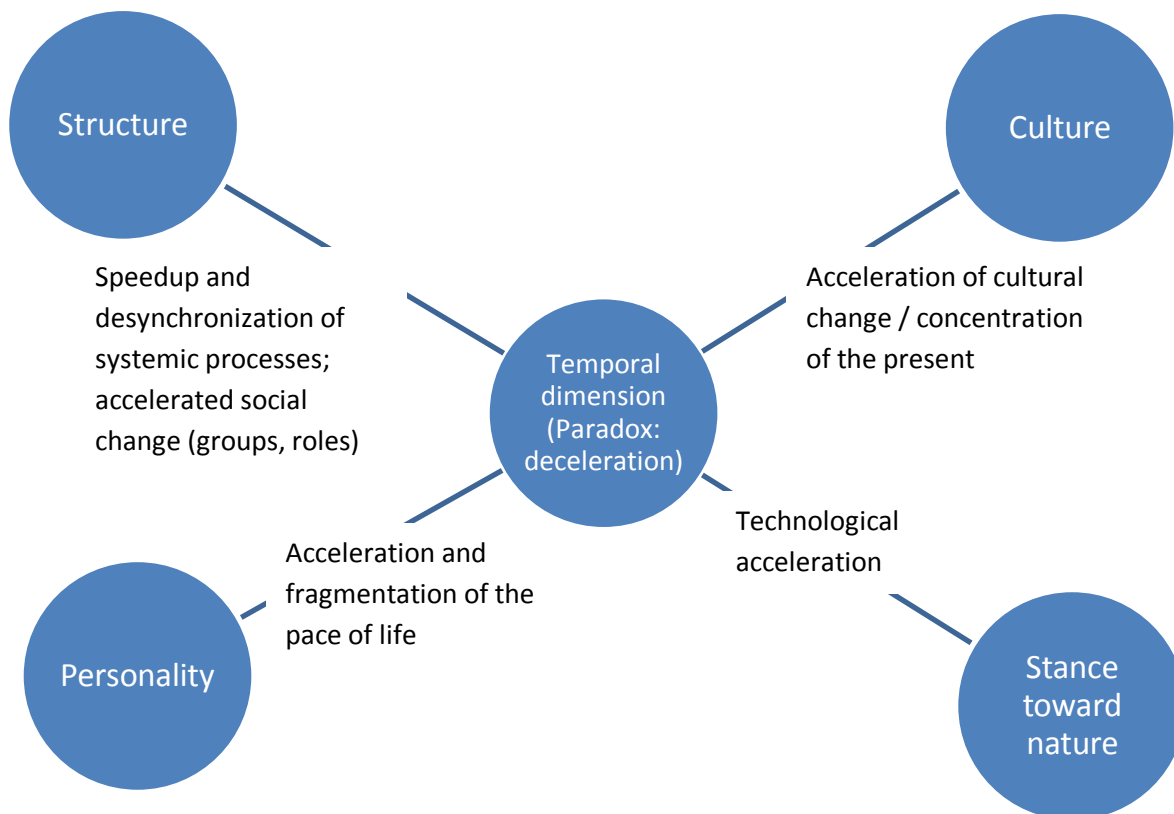 Structure
Culture
Speedup and
desynchronization of
systemic processes;
accelerated social
change (groups, roles)
Acceleration of cultural
change / concentration
of the present
Temporal
dimension
(Paradox:
deceleration)
Technological
acceleration
Acceleration and
fragmentation of the
pace of life
Personality
Stance
toward
nature